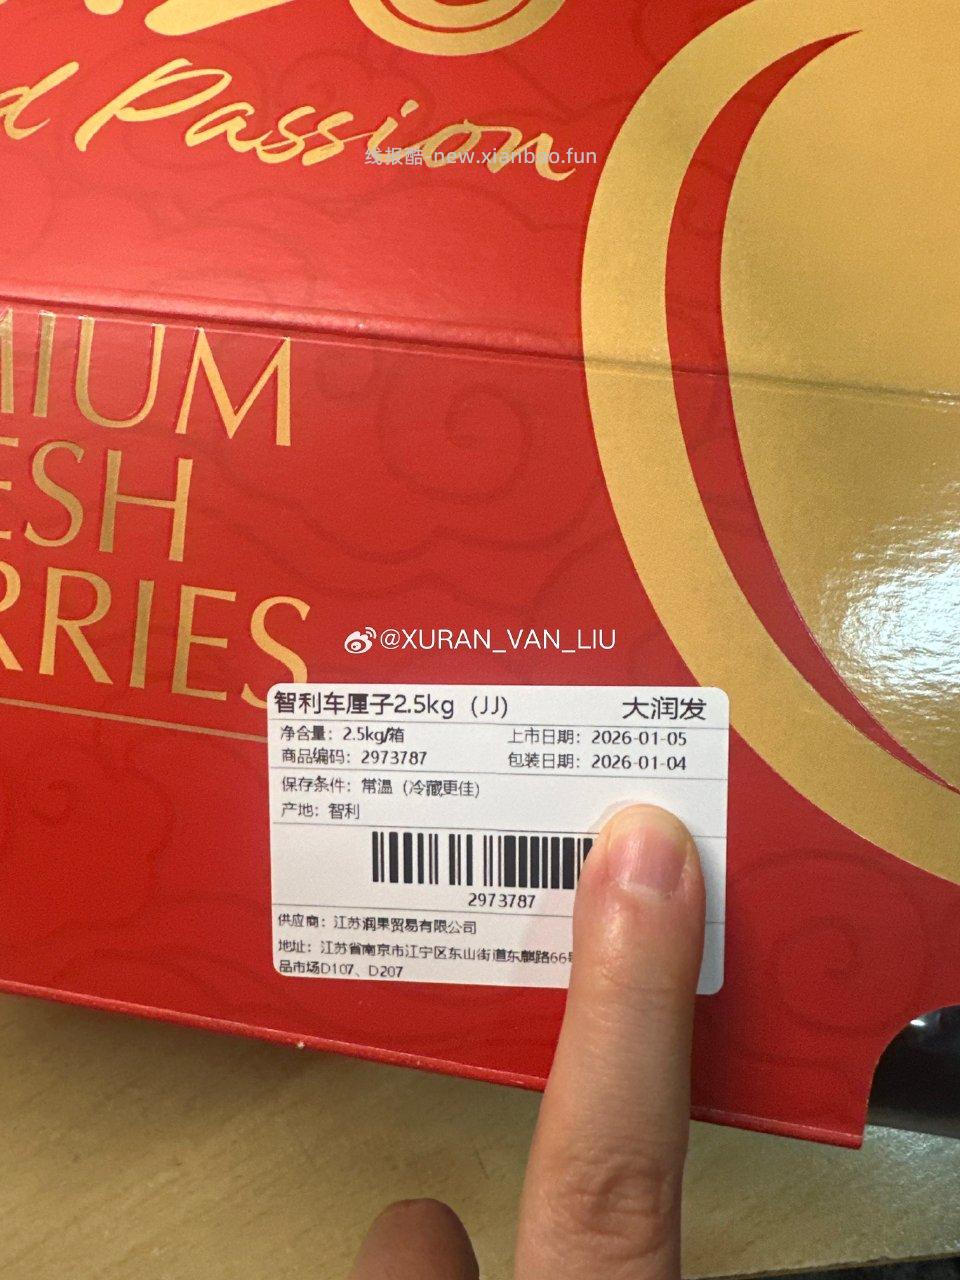 d Passion
线报酷-new.xianbao.fun
MIUM
ESH
RRIES
@XURAN_VAN_LIU
智利车厘子2.5kg（JJ） 大润发
净含量：2.5kg/箱 上市日期：2026-01-05
商品编码：2973787 包装日期：2026-01-04
保存条件：常温（冷藏更佳）
产地：智利
2973787
供应商：江苏润果贸易有限公司
地址：江苏省南京市江宁区东山街道东麒路66
品市场D107、D207